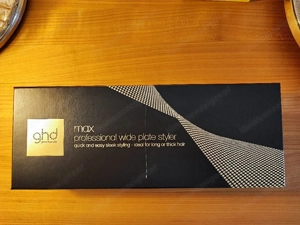 ghd
max
professional wide plate styler
quick and easy sleek styling - ideal for long or thick hair